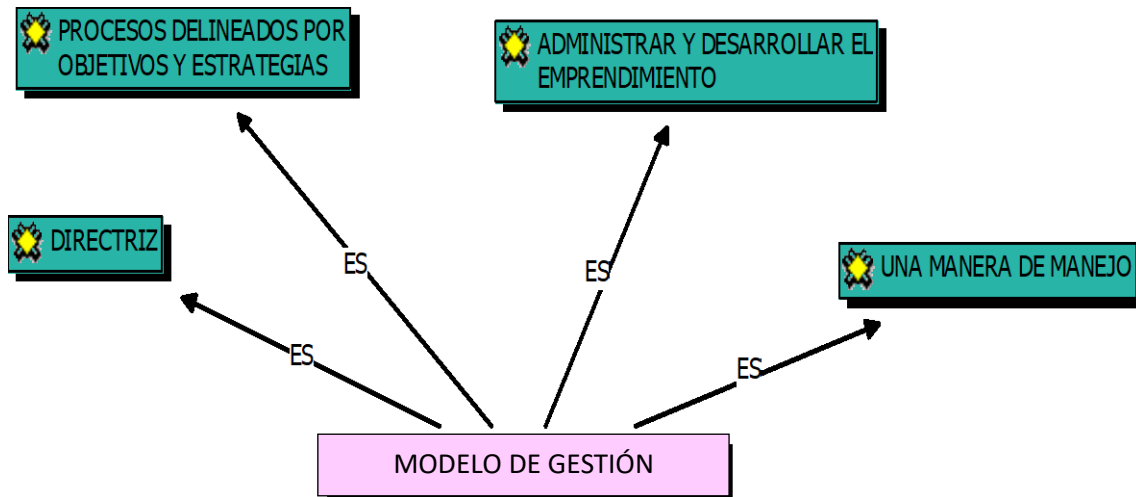 PROCESOS DELINEADOS POR
OBJETIVOS Y ESTRATEGIAS
ADMINISTRAR Y DESARROLLAR EL
EMPRENDIMIENTO
DIRECTRIZ
UNA MANERA DE MANEJO
ES
ES
ES
ES
MODELO DE GESTIÓN